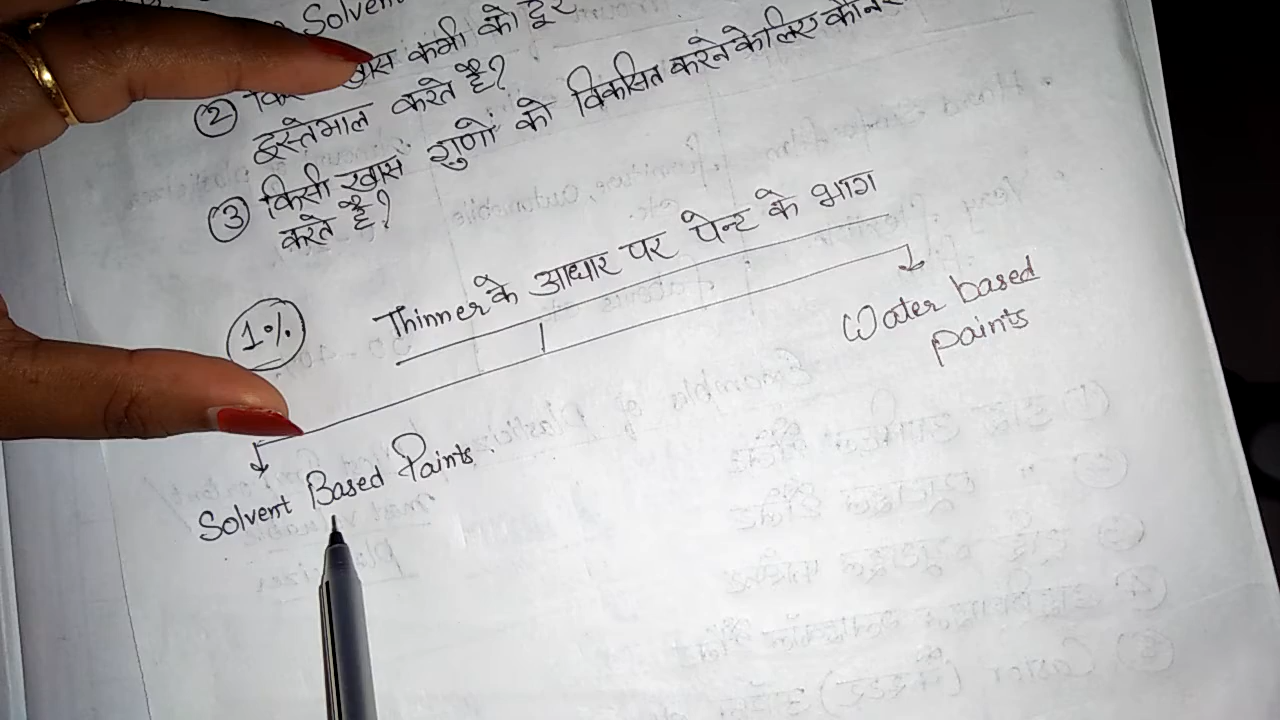 Solvent
② खास कमी को दूर
इस्तेमाल करते है?
③ किसी खास गुणों को विकसित करने के लिए
करते है?
1%
Thinner के आधार पर पेन्ट के भाग
Water based
paints
Solvent Based Paints